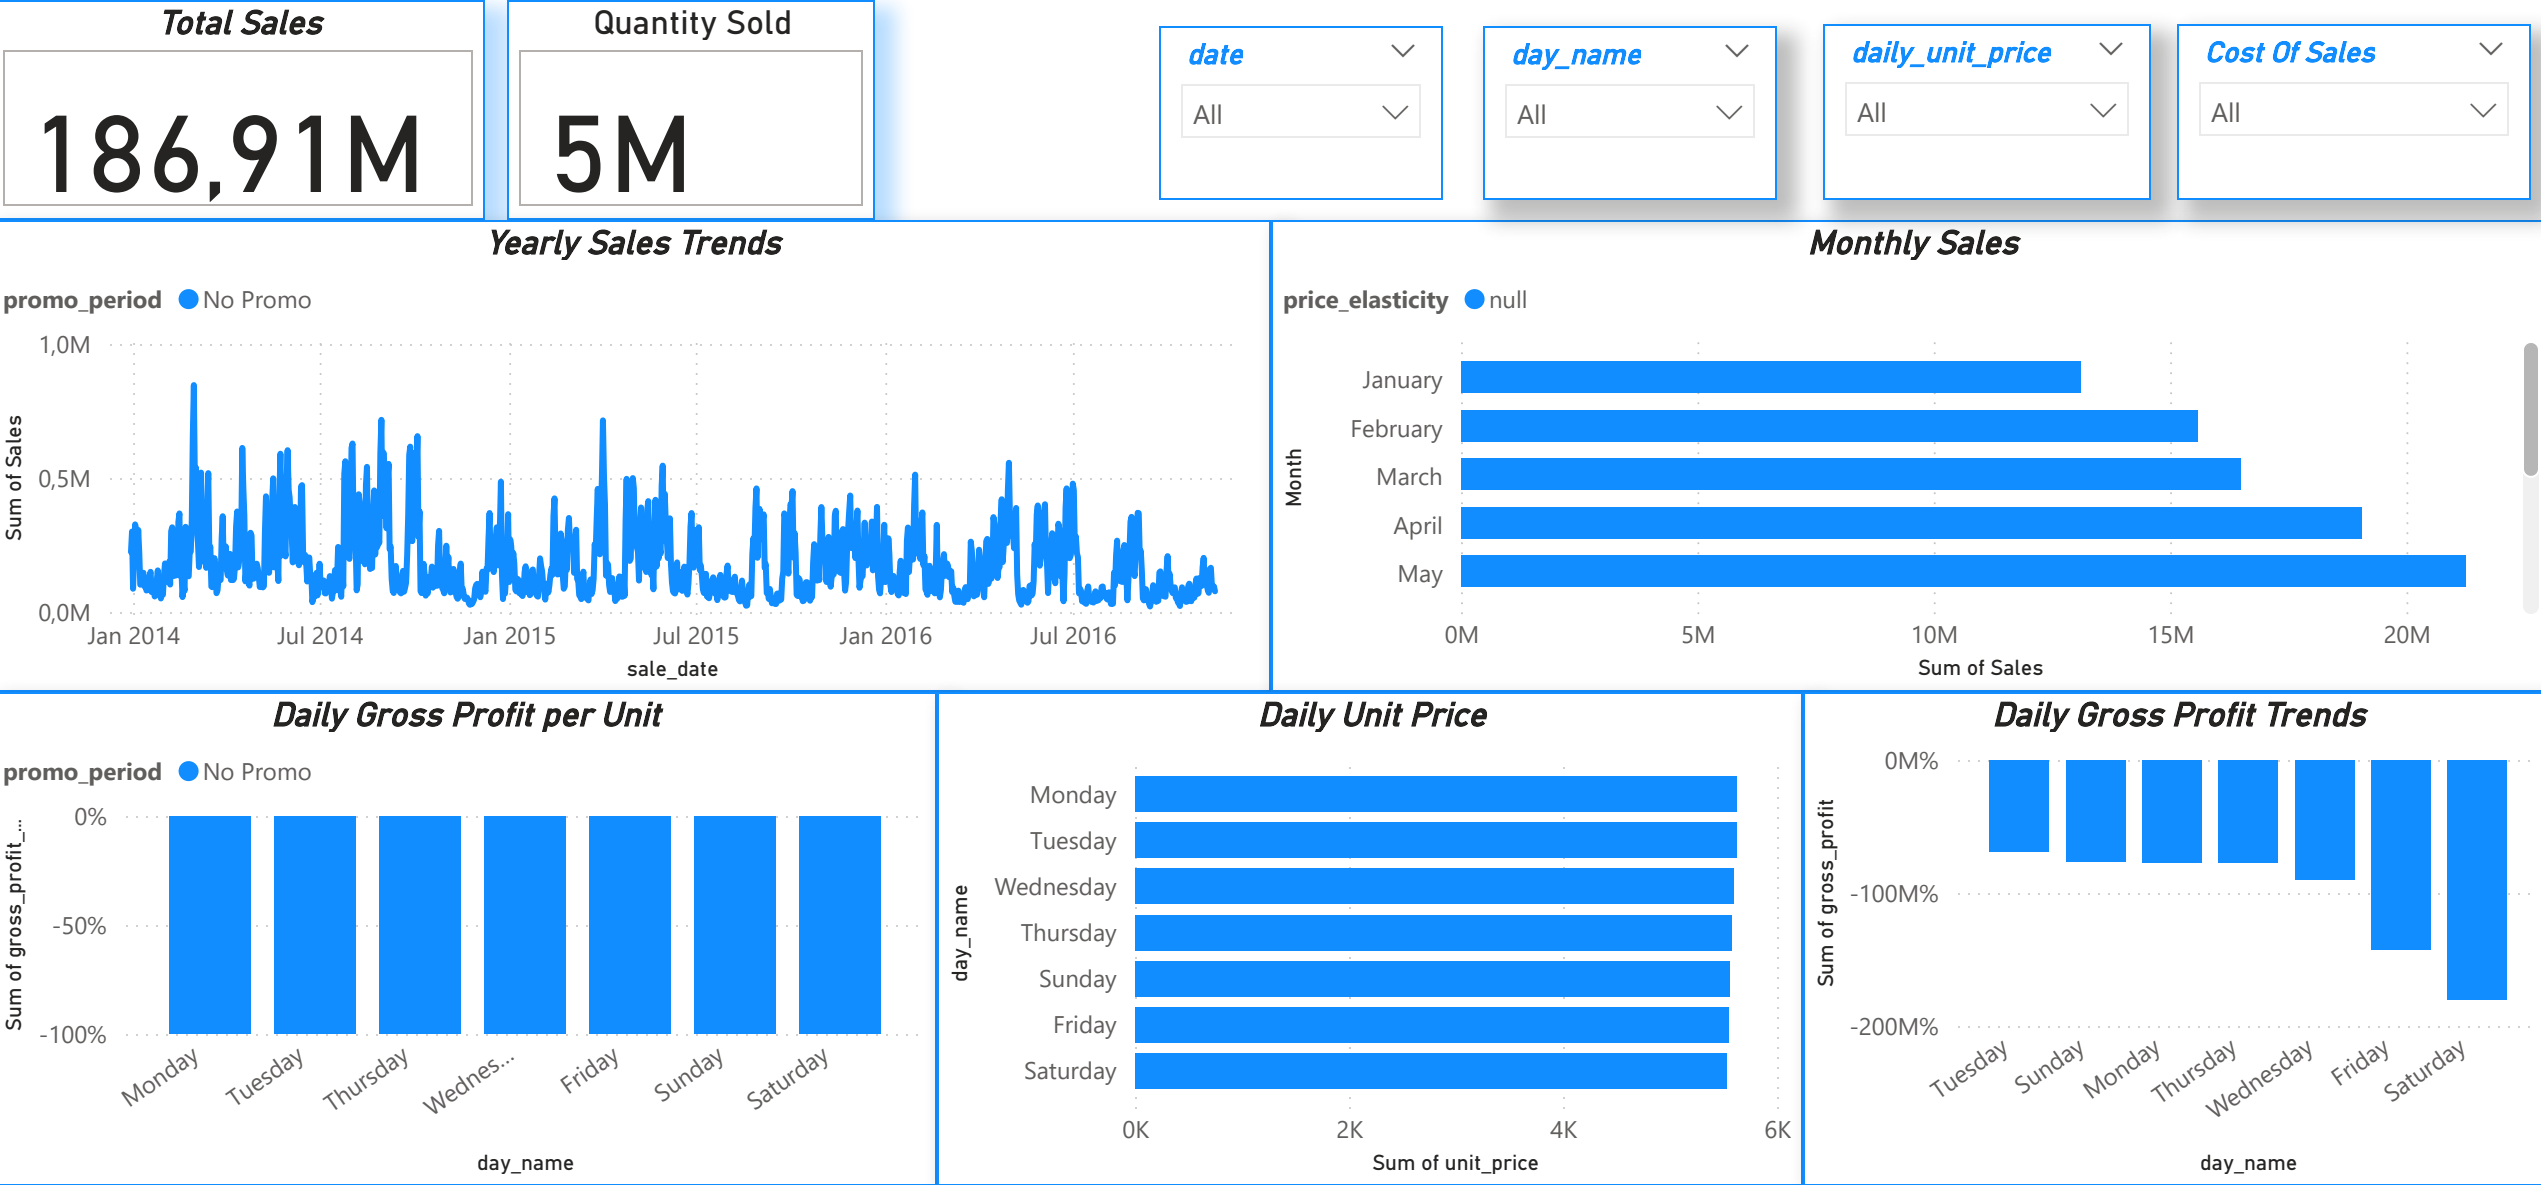 Total Sales
186,91M
Quantity Sold
5M
date
All
day_name
All
daily_unit_price
All
Cost Of Sales
All
Yearly Sales Trends
promo_period No Promo
Sum of Sales
1,0M
0,5M
0,0M
Jan 2014 Jul 2014 Jan 2015 Jul 2015 Jan 2016 Jul 2016
sale_date
Monthly Sales
price_elasticity null
Month
January
February
March
April
May
0M 5M 10M 15M 20M
Sum of Sales
Daily Gross Profit per Unit
promo_period No Promo
Sum of gross_profit_...
0%
-50%
-100%
Monday Tuesday Thursday Wednes... Friday Sunday Saturday
day_name
Daily Unit Price
day_name
Monday
Tuesday
Wednesday
Thursday
Sunday
Friday
Saturday
0K 2K 4K 6K
Sum of unit_price
Daily Gross Profit Trends
Sum of gross_profit
0M%
-100M%
-200M%
Tuesday Sunday Monday Thursday Wednesday Friday Saturday
day_name